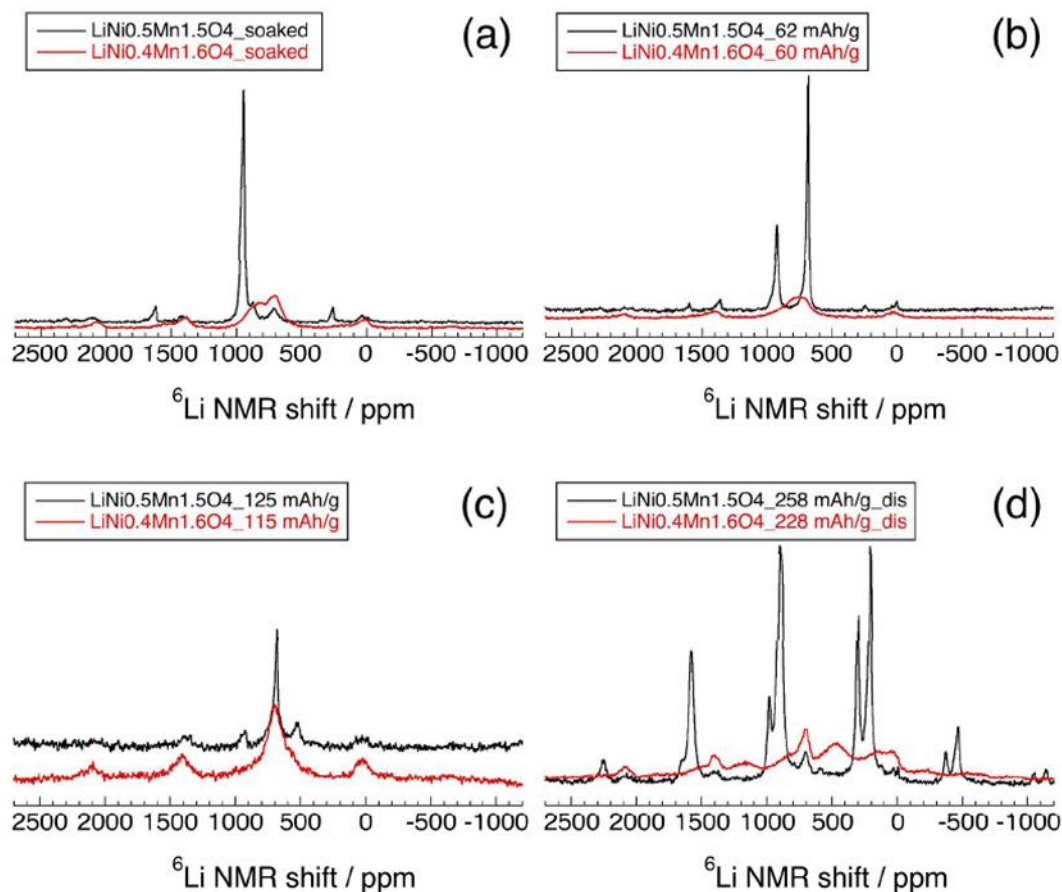 LiNi0.5Mn1.5O4_soaked
LiNi0.4Mn1.6O4_soaked
(a)
2500 2000 1500 1000 500 0 -500 -1000
⁶Li NMR shift / ppm
LiNi0.5Mn1.5O4_62 mAh/g
LiNi0.4Mn1.6O4_60 mAh/g
(b)
2500 2000 1500 1000 500 0 -500 -1000
⁶Li NMR shift / ppm
LiNi0.5Mn1.5O4_125 mAh/g
LiNi0.4Mn1.6O4_115 mAh/g
(c)
2500 2000 1500 1000 500 0 -500 -1000
⁶Li NMR shift / ppm
LiNi0.5Mn1.5O4_258 mAh/g_dis
LiNi0.4Mn1.6O4_228 mAh/g_dis
(d)
2500 2000 1500 1000 500 0 -500 -1000
⁶Li NMR shift / ppm